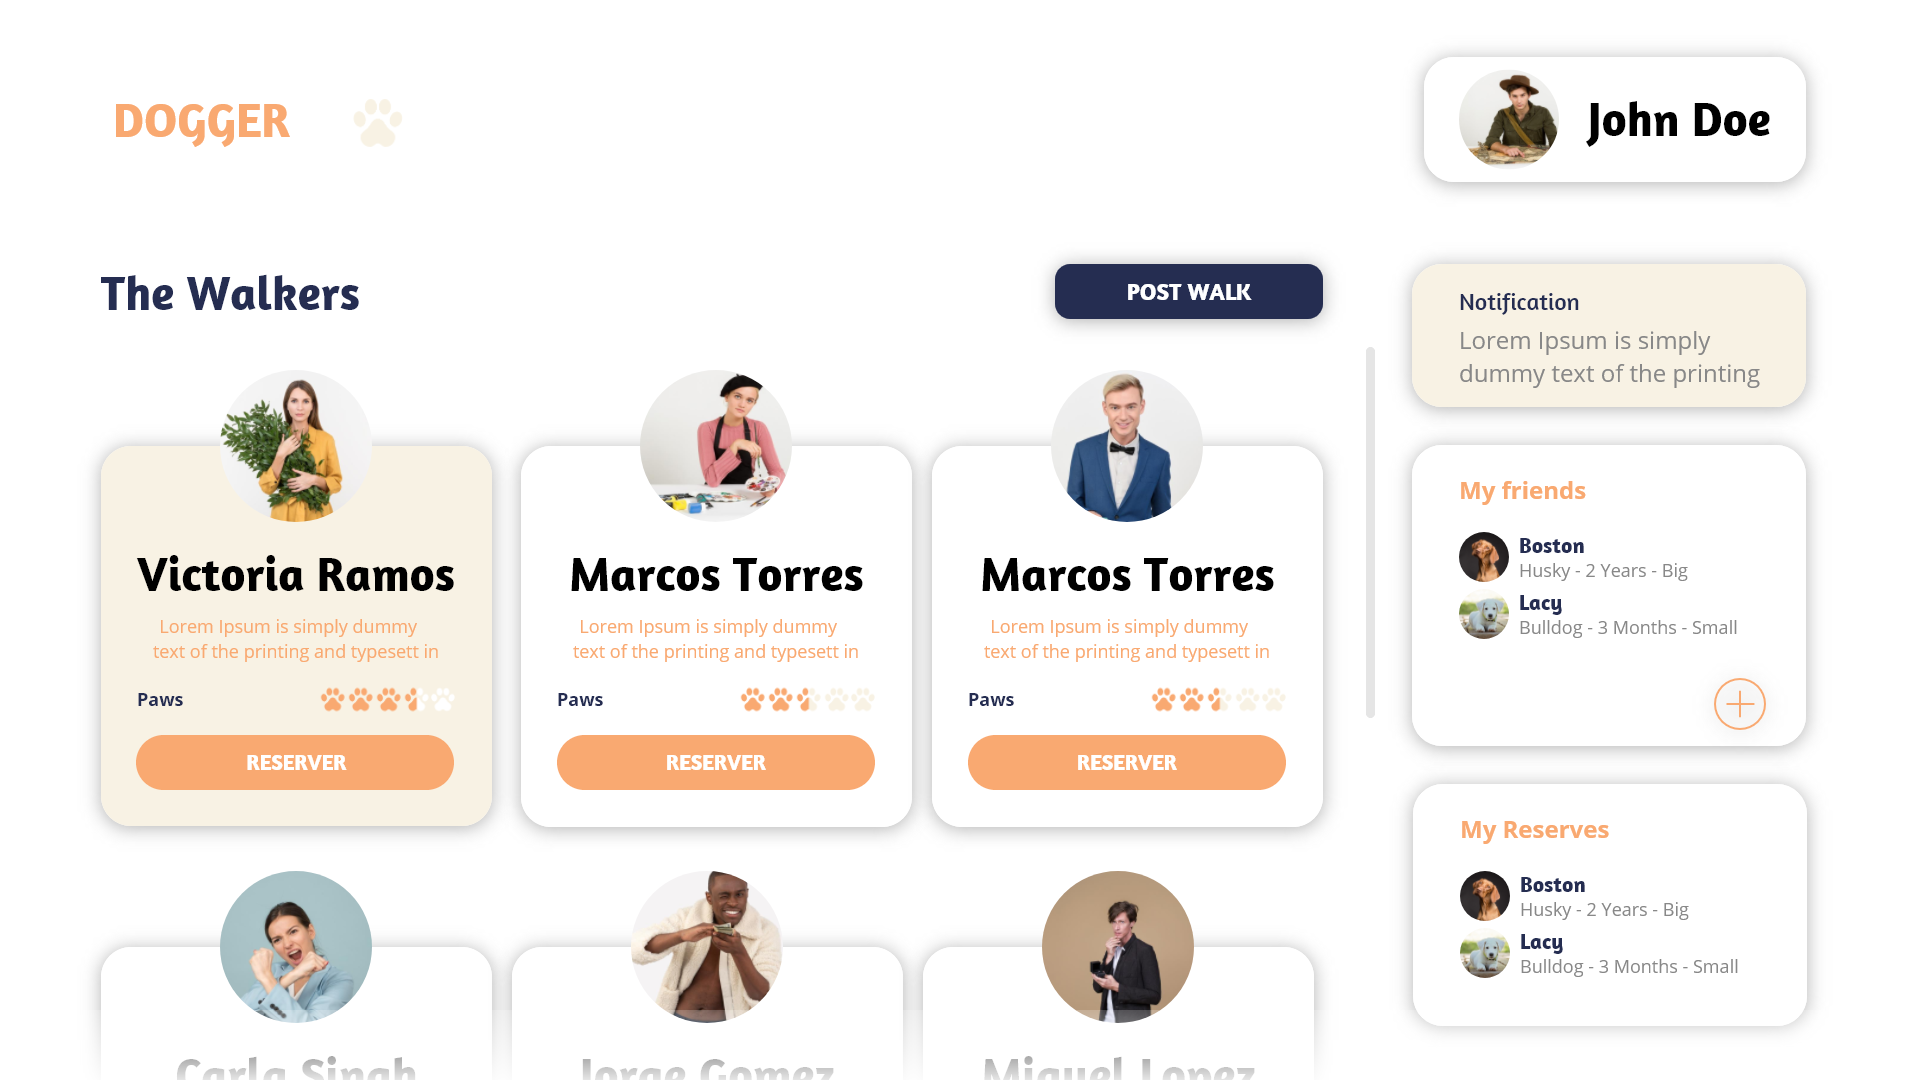 DOGGER
John Doe
The Walkers
POST WALK
Victoria Ramos
Lorem Ipsum is simply dummy
text of the printing and typesett in
Paws
RESERVER
Marcos Torres
Lorem Ipsum is simply dummy
text of the printing and typesett in
Paws
RESERVER
Marcos Torres
Lorem Ipsum is simply dummy
text of the printing and typesett in
Paws
RESERVER
Carla Singh
Jorge Gomez
Miguel Lopez
Notification
Lorem Ipsum is simply
dummy text of the printing
My friends
Boston
Husky - 2 Years - Big
Lacy
Bulldog - 3 Months - Small
My Reserves
Boston
Husky - 2 Years - Big
Lacy
Bulldog - 3 Months - Small